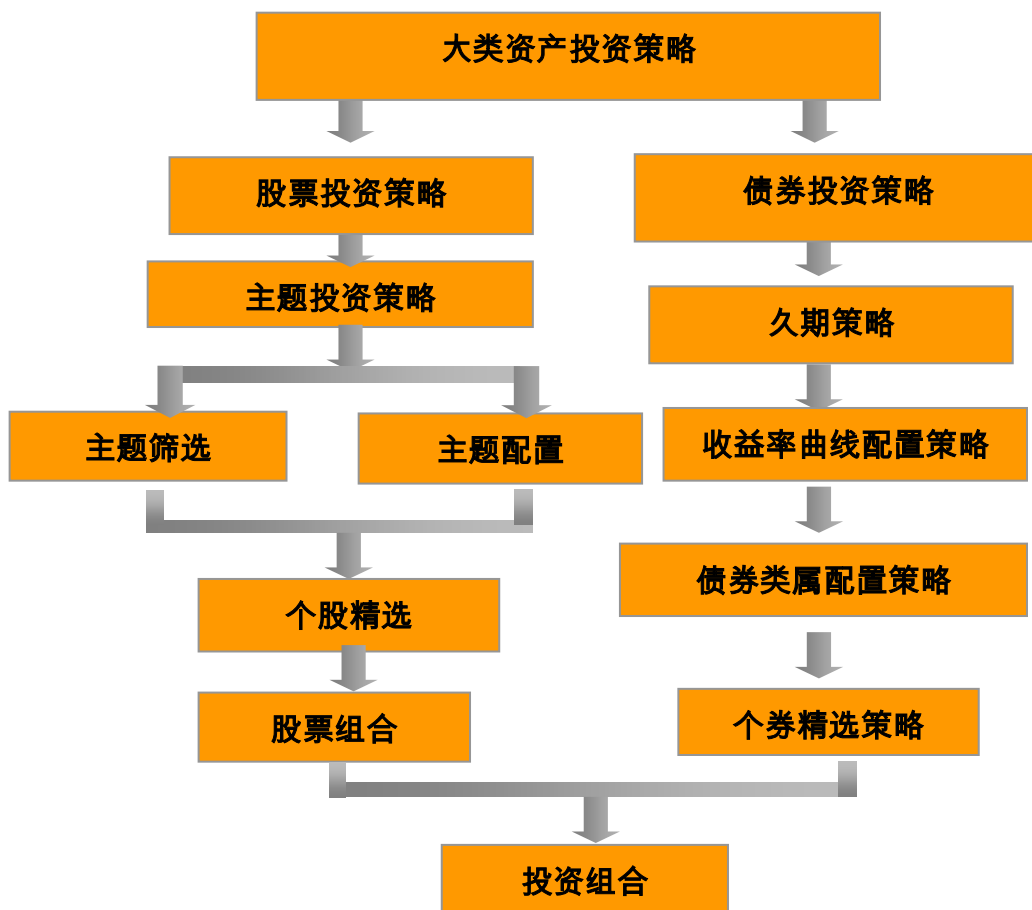 大类资产投资策略
股票投资策略
债券投资策略
主题投资策略
久期策略
主题筛选
主题配置
收益率曲线配置策略
个股精选
债券类属配置策略
股票组合
个券精选策略
投资组合